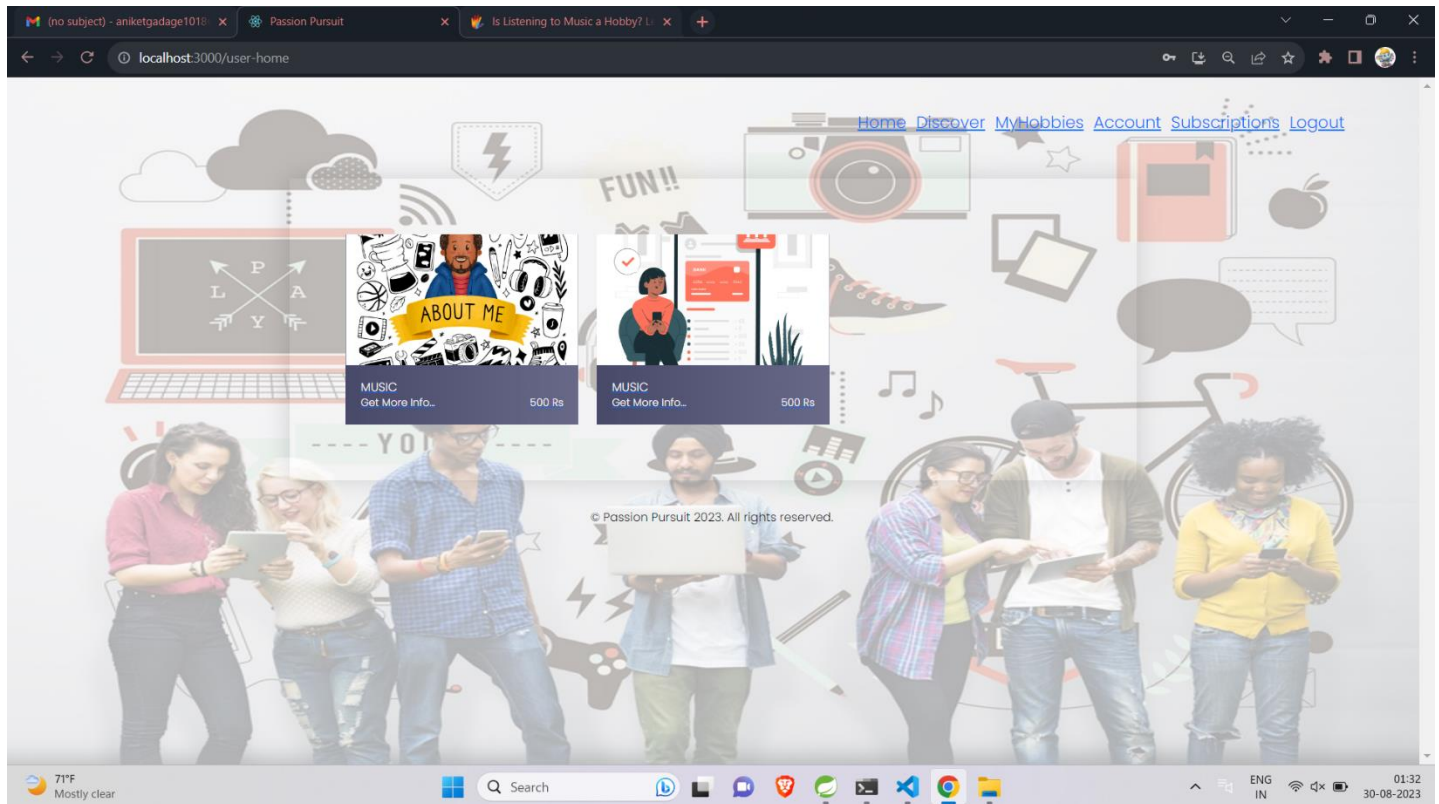 (no subject) - aniketgadage1018
Passion Pursuit
Is Listening to Music a Hobby? L
localhost:3000/user-home
Home Discover MyHobbies Account Subscriptions Logout
FUN!!
P
L A
Y
ABOUT ME
MUSIC
Get More Info... 500 Rs
MUSIC
Get More Info... 500 Rs
---- YO
© Passion Pursuit 2023. All rights reserved.
71°F
Mostly clear
Search
ENG
IN
01:32
30-08-2023